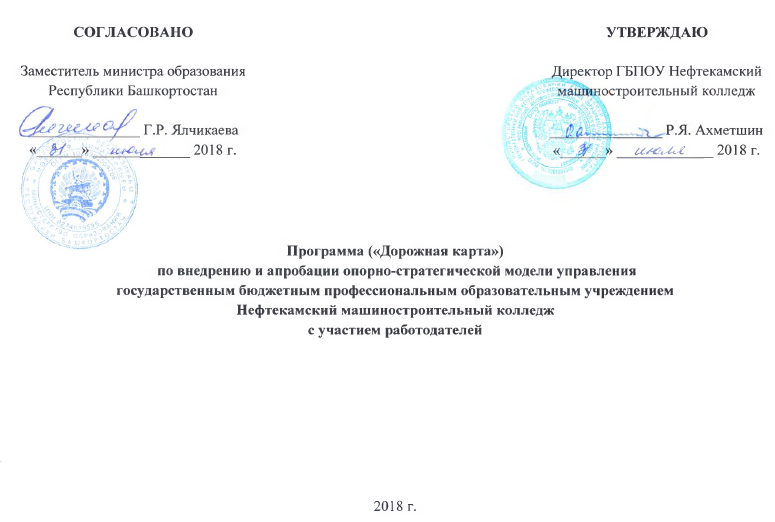 СОГЛАСОВАНО
Заместитель министра образования
Республики Башкортостан
Г.Р. Ялчикаева
«31» июля 2018 г.
УТВЕРЖДАЮ
Директор ГБПОУ Нефтекамский
машиностроительный колледж
Р.Я. Ахметшин
«31» июля 2018 г.
Программа («Дорожная карта»)
по внедрению и апробации опорно-стратегической модели управления
государственным бюджетным профессиональным образовательным учреждением
Нефтекамский машиностроительный колледж
с участием работодателей
2018 г.